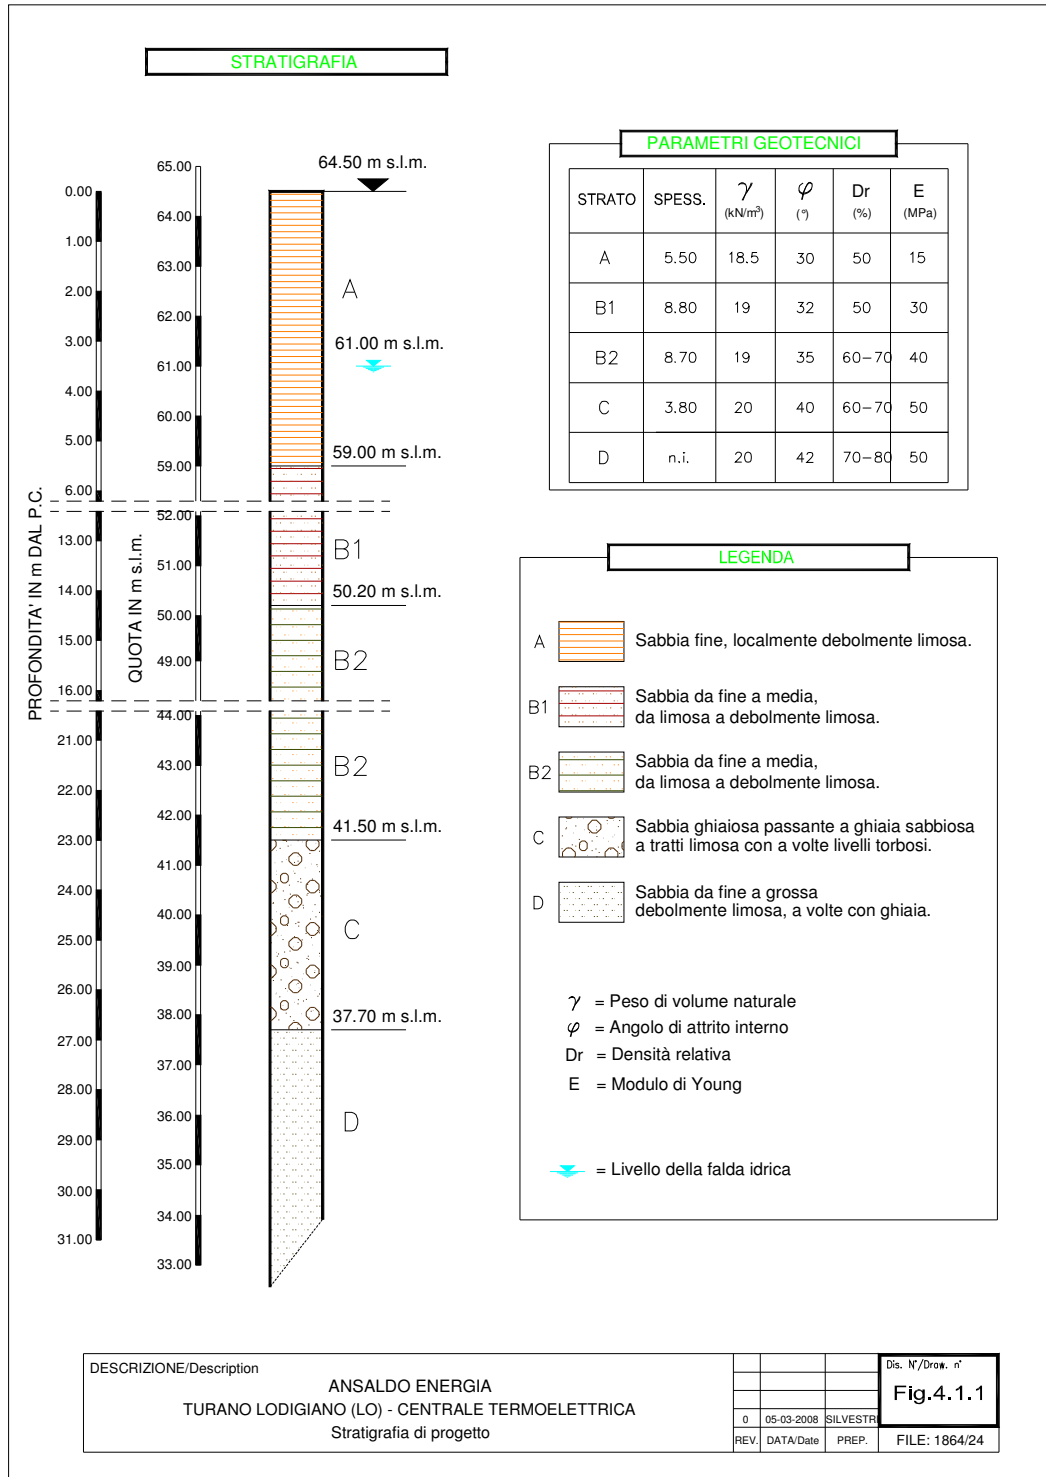 STRATIGRAFIA
64.50 m s.l.m.
PROFONDITA' IN m DAL P.C.
0.00
1.00
2.00
3.00
4.00
5.00
6.00
13.00
14.00
15.00
16.00
21.00
22.00
23.00
24.00
25.00
26.00
27.00
28.00
29.00
30.00
31.00
QUOTA IN m s.l.m.
65.00
64.00
63.00
62.00
61.00
60.00
59.00
52.00
51.00
50.00
49.00
44.00
43.00
42.00
41.00
40.00
39.00
38.00
37.00
36.00
35.00
34.00
33.00
A
61.00 m s.l.m.
59.00 m s.l.m.
B1
50.20 m s.l.m.
B2
B2
41.50 m s.l.m.
C
37.70 m s.l.m.
D
PARAMETRI GEOTECNICI
STRATO SPESS. γ (kN/m³) φ (°) Dr (%) E (MPa)
A 5.50 18.5 30 50 15
B1 8.80 19 32 50 30
B2 8.70 19 35 60-70 40
C 3.80 20 40 60-70 50
D n.i. 20 42 70-80 50
LEGENDA
A Sabbia fine, localmente debolmente limosa.
B1 Sabbia da fine a media,
da limosa a debolmente limosa.
B2 Sabbia da fine a media,
da limosa a debolmente limosa.
C Sabbia ghiaiosa passante a ghiaia sabbiosa
a tratti limosa con a volte livelli torbosi.
D Sabbia da fine a grossa
debolmente limosa, a volte con ghiaia.
γ = Peso di volume naturale
φ = Angolo di attrito interno
Dr = Densità relativa
E = Modulo di Young
= Livello della falda idrica
DESCRIZIONE/Description
ANSALDO ENERGIA
TURANO LODIGIANO (LO) - CENTRALE TERMOELETTRICA
Stratigrafia di progetto
0 05-03-2008 SILVESTRI
REV. DATA/Date PREP.
Dis. N°/Draw. n°
Fig.4.1.1
FILE: 1864/24